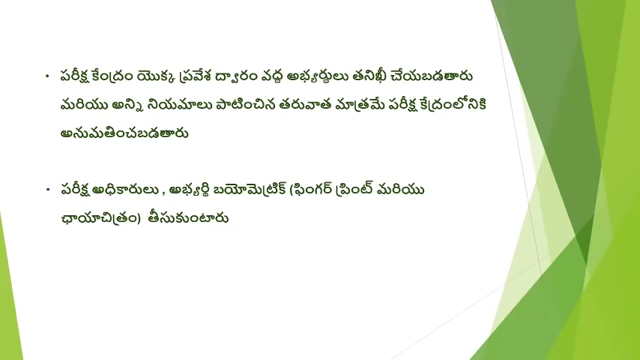 • పరీక్ష కేంద్రం యొక్క ప్రవేశ ద్వారం వద్ద అభ్యర్థులు తనిఖీ చేయబడతారు
మరియు అన్ని నియమాలు పాటించిన తరువాత మాత్రమే పరీక్ష కేద్రంలోనికి
అనుమతించబడతారు
• పరీక్ష అధికారులు , అభ్యర్థి బయోమెట్రిక్ (ఫింగర్ ప్రింట్ మరియు
ఛాయాచిత్రం) తీసుకుంటారు